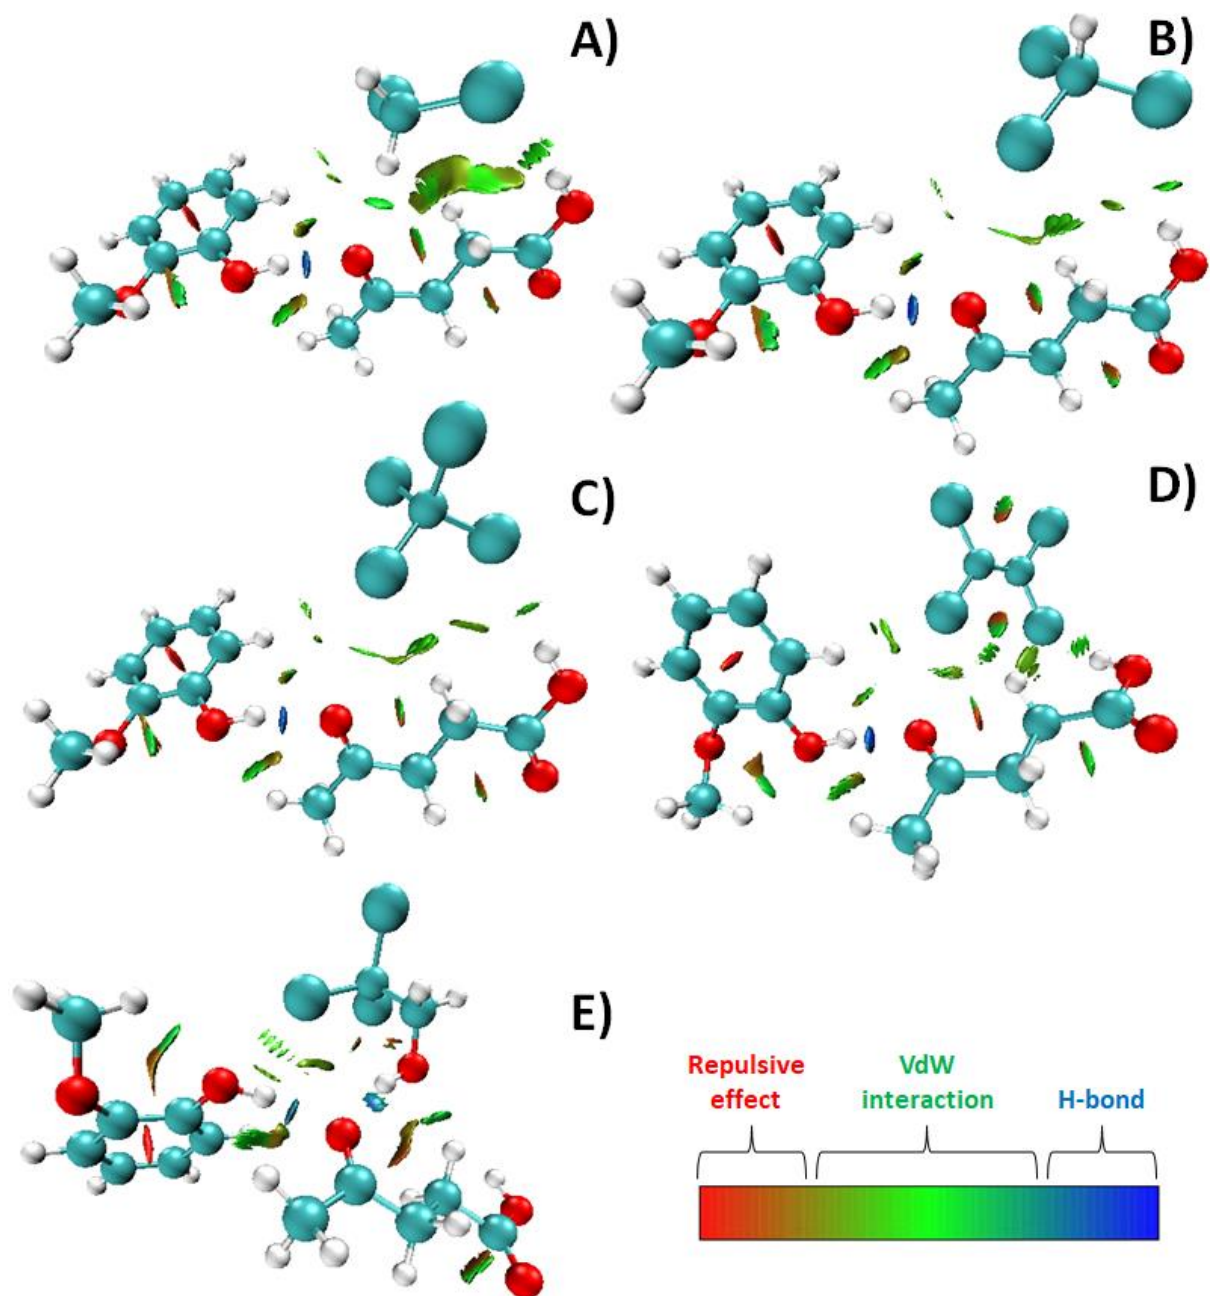 A)
B)
C)
D)
E)
Repulsive
effect
VdW
interaction
H-bond